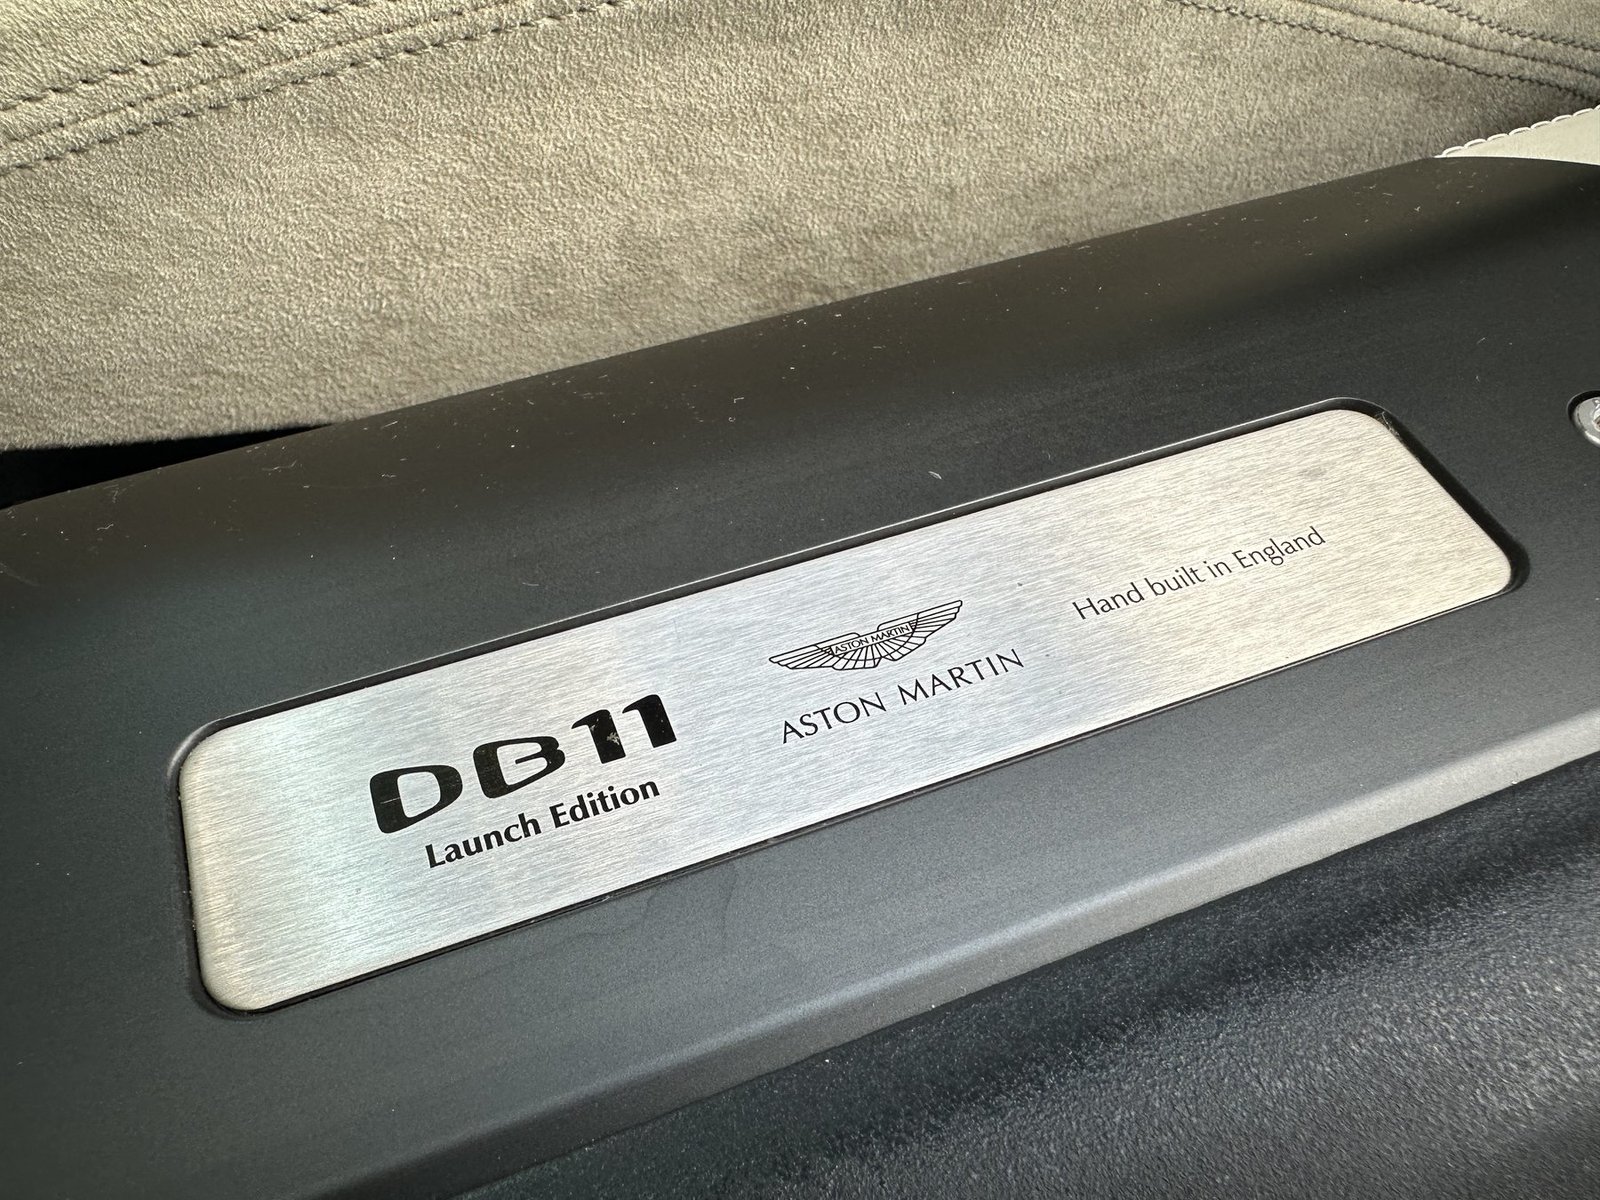 DB11
Launch Edition
ASTON MARTIN
ASTON MARTIN
Hand built in England